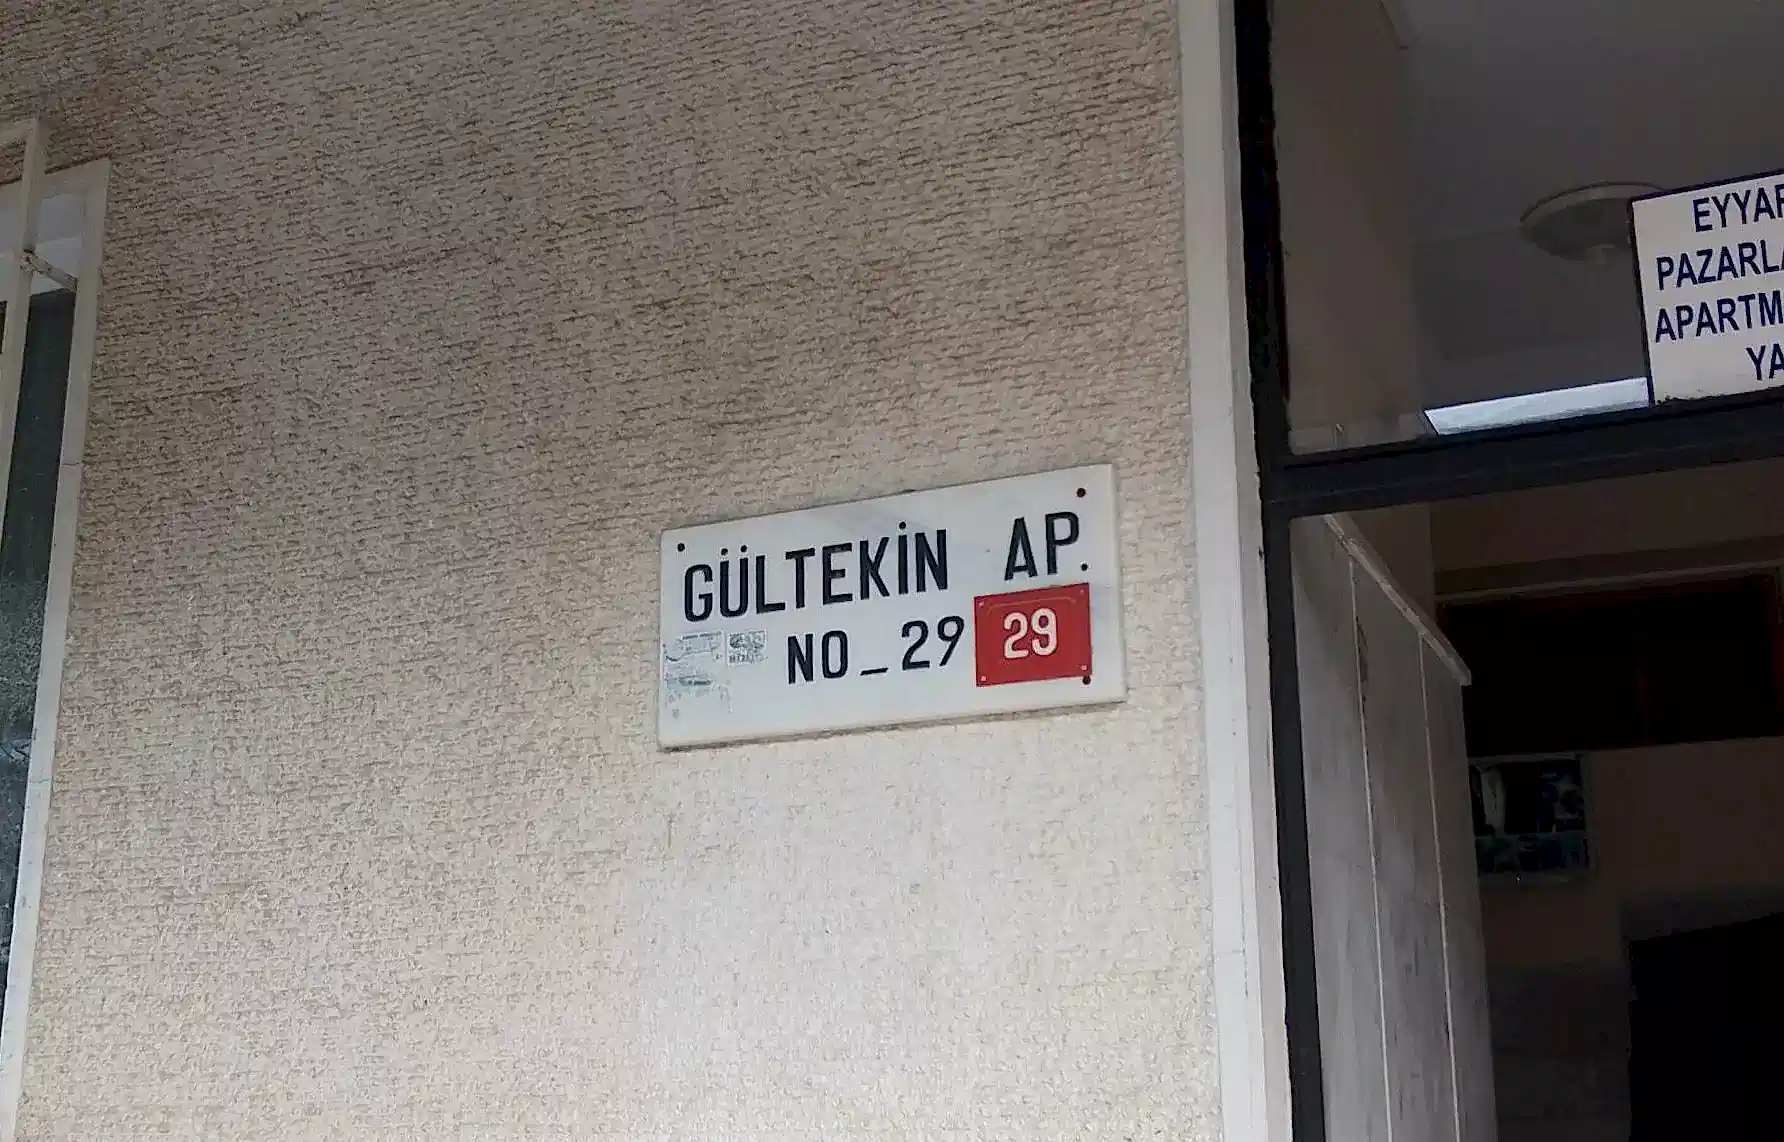 GÜLTEKİN AP.
NO_29
29
EYYAR
PAZARLA
APARTM
YA